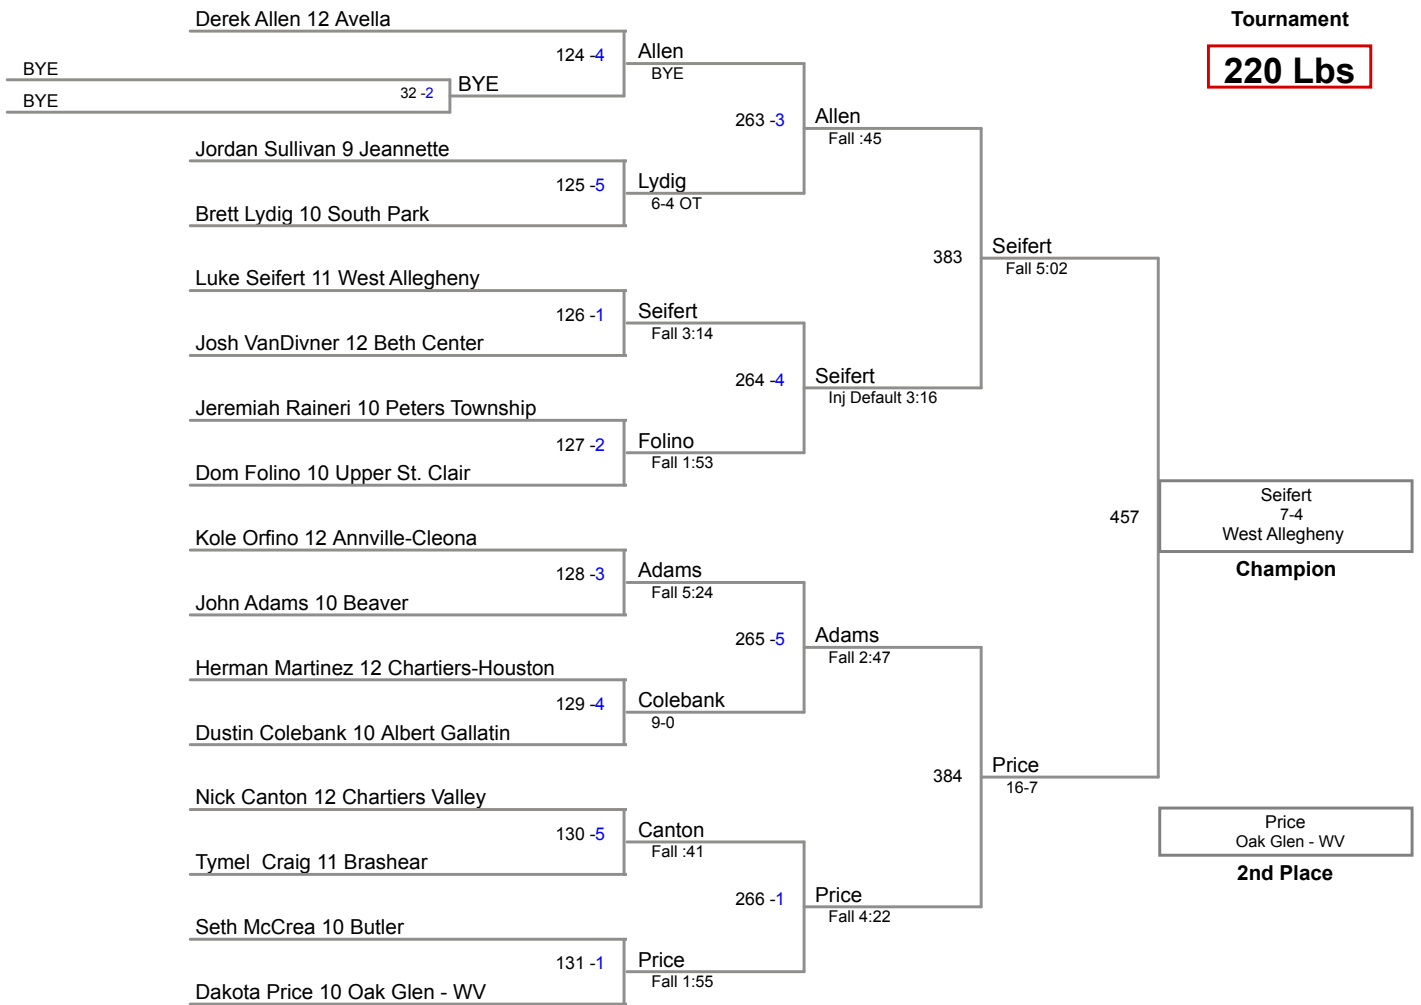 Derek Allen 12 Avella
Tournament
220 Lbs
124 -4
Allen
BYE
BYE
32 -2
BYE
BYE
263 -3
Allen
Fall :45
Jordan Sullivan 9 Jeannette
125 -5
Lydig
6-4 OT
Brett Lydig 10 South Park
383
Seifert
Fall 5:02
Luke Seifert 11 West Allegheny
126 -1
Seifert
Fall 3:14
Josh VanDivner 12 Beth Center
264 -4
Seifert
Inj Default 3:16
Jeremiah Raineri 10 Peters Township
127 -2
Folino
Fall 1:53
Dom Folino 10 Upper St. Clair
457
Seifert
7-4
West Allegheny
Champion
Kole Orfino 12 Annville-Cleona
128 -3
Adams
Fall 5:24
John Adams 10 Beaver
265 -5
Adams
Fall 2:47
Herman Martinez 12 Chartiers-Houston
129 -4
Colebank
9-0
Dustin Colebank 10 Albert Gallatin
384
Price
16-7
Nick Canton 12 Chartiers Valley
130 -5
Canton
Fall :41
Tymel  Craig 11 Brashear
Price
Oak Glen - WV
2nd Place
266 -1
Price
Fall 4:22
Seth McCrea 10 Butler
131 -1
Price
Fall 1:55
Dakota Price 10 Oak Glen - WV